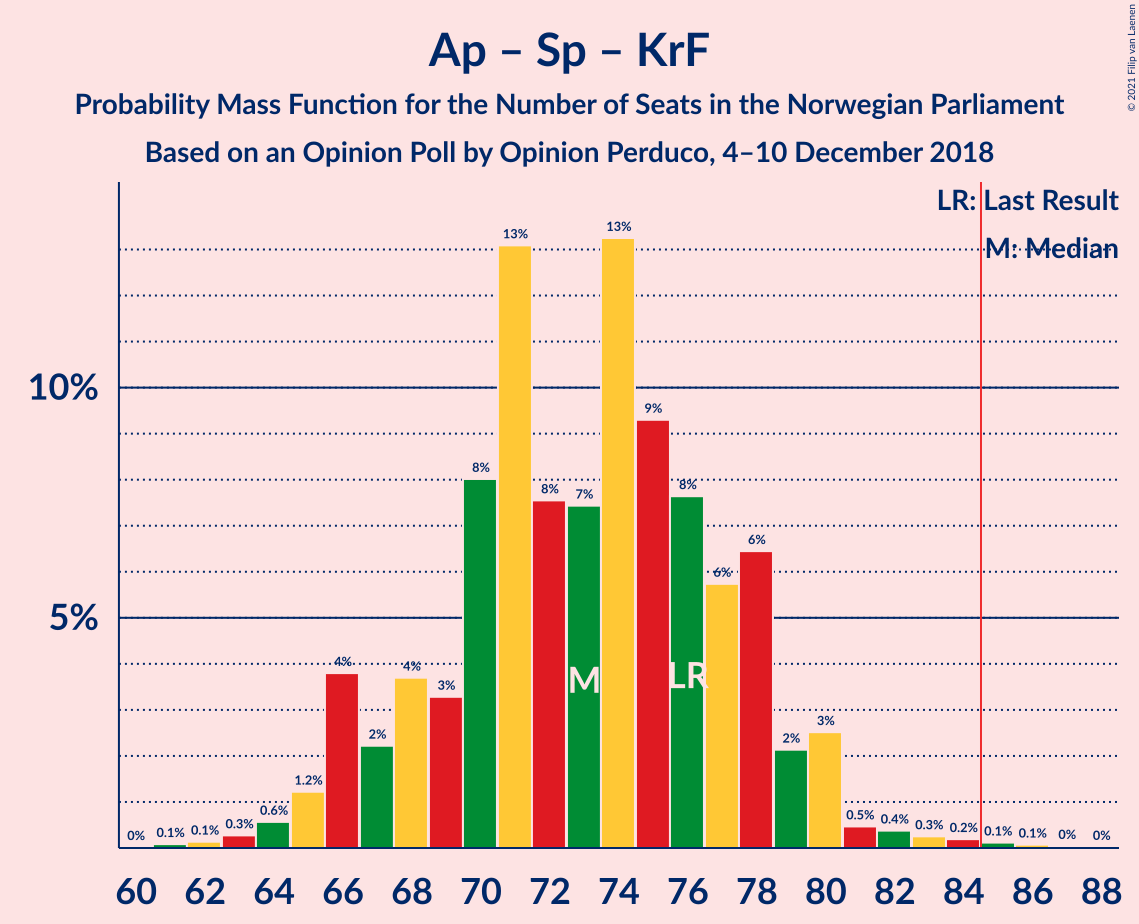 Ap – Sp – KrF
Probability Mass Function for the Number of Seats in the Norwegian Parliament
Based on an Opinion Poll by Opinion Perduco, 4–10 December 2018
© 2021 Filip van Laenen
LR: Last Result
M: Median
10%
5%
0% 0.1% 0.1% 0.3% 0.6% 1.2% 4% 2% 4% 3% 8% 13% 8% 7% 13% 9% 8% 6% 6% 2% 3% 0.5% 0.4% 0.3% 0.2% 0.1% 0.1% 0% 0%
M LR
60 62 64 66 68 70 72 74 76 78 80 82 84 86 88